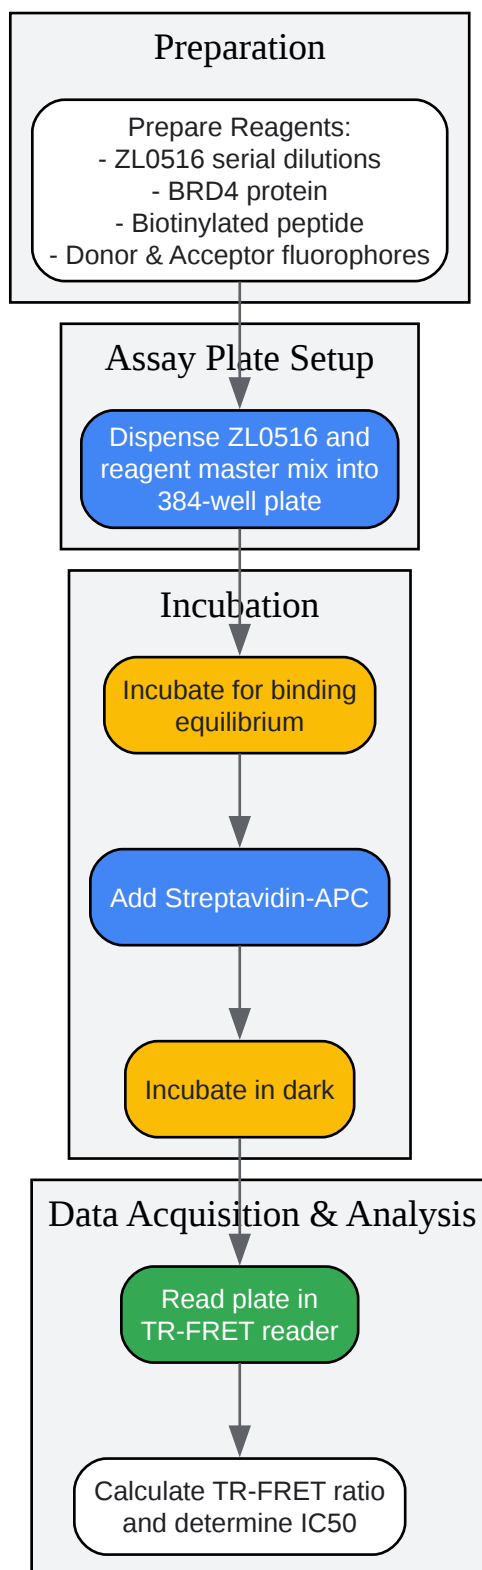 Preparation
Prepare Reagents:
- ZL0516 serial dilutions
- BRD4 protein
- Biotinylated peptide
- Donor & Acceptor fluorophores
Assay Plate Setup
Dispense ZL0516 and
reagent master mix into
384-well plate
Incubation
Incubate for binding
equilibrium
Add Streptavidin-APC
Incubate in dark
Data Acquisition & Analysis
Read plate in
TR-FRET reader
Calculate TR-FRET ratio
and determine IC50